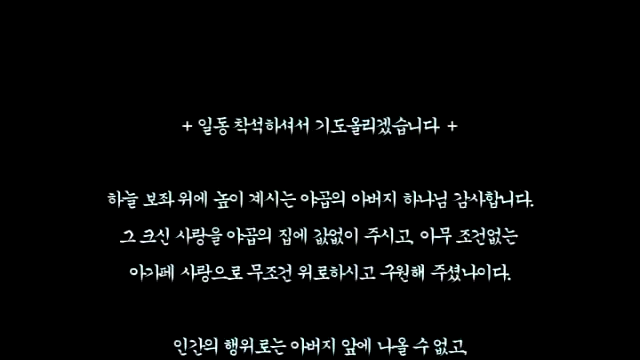 + 일동 착석하셔서 기도올리겠습니다 +
하늘 보좌 위에 높이 계시는 야곱의 아버지 하나님 감사합니다.
그 크신 사랑을 야곱의 집에 값없이 주시고, 아무 조건없는
아가페 사랑으로 무조건 위로하시고 구원해 주셨나이다.
인간의 행위로는 아버지 앞에 나올 수 없고,